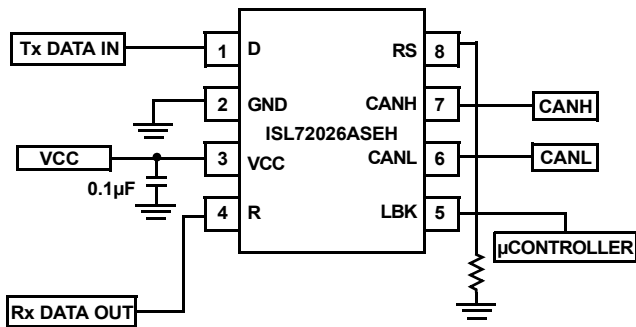 Tx DATA IN
1
D
RS
8
2
GND
CANH
7
CANH
ISL72026ASEH
VCC
3
VCC
CANL
6
CANL
0.1µF
4
R
LBK
5
µCONTROLLER
Rx DATA OUT